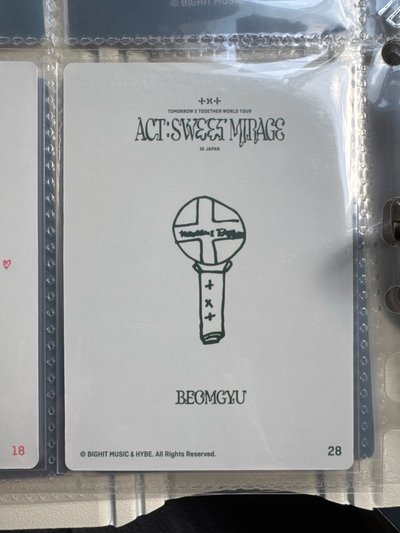 © BIGHIT MUSIC
+×+
TOMORROW X TOGETHER WORLD TOUR
ACT : SWEET MIRAGE
IN JAPAN
Tomorrow x Together
+
×
+
BEOMGYU
18
© BIGHIT MUSIC & HYBE. All Rights Reserved.
28